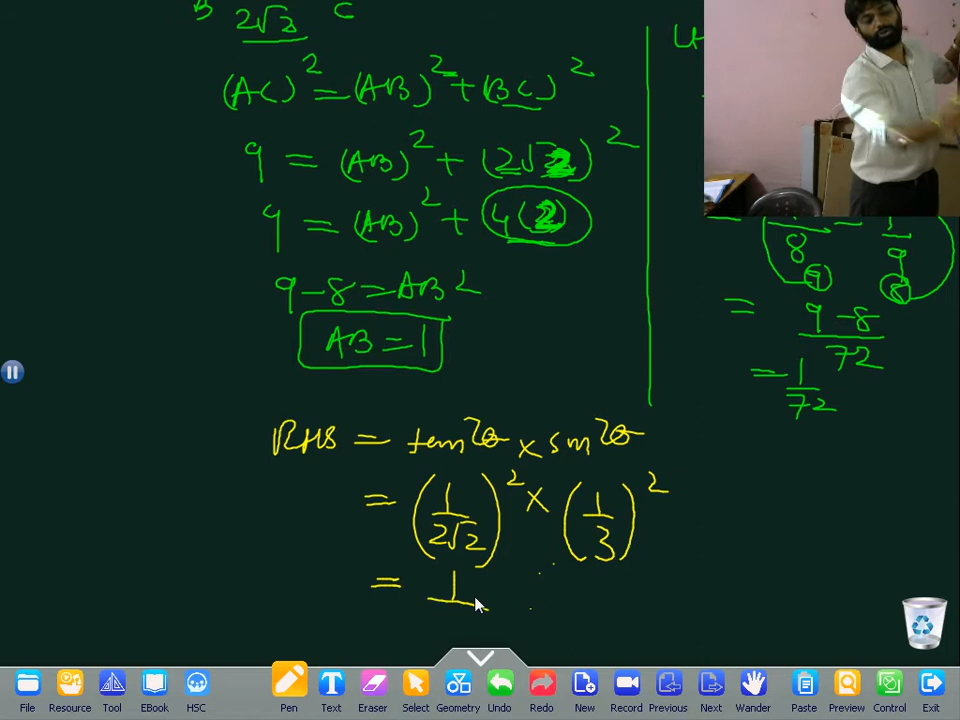 B 2√3 C
(AC)² = (AB)² + (BC)²
9 = (AB)² + (2√2)²
9 = (AB)² + 4(2)
9 - 8 = AB²
AB = 1
8 9
9 8
= 9 - 8 / 72
= 1/72
RHS = tan²θ × sin²θ
= (1/2√2)² × (1/3)²
= 1
File Tool EBook HSC Pen Text Eraser Select Geometry Undo Redo New Record Previous Next Wander Paste Preview Control Exit